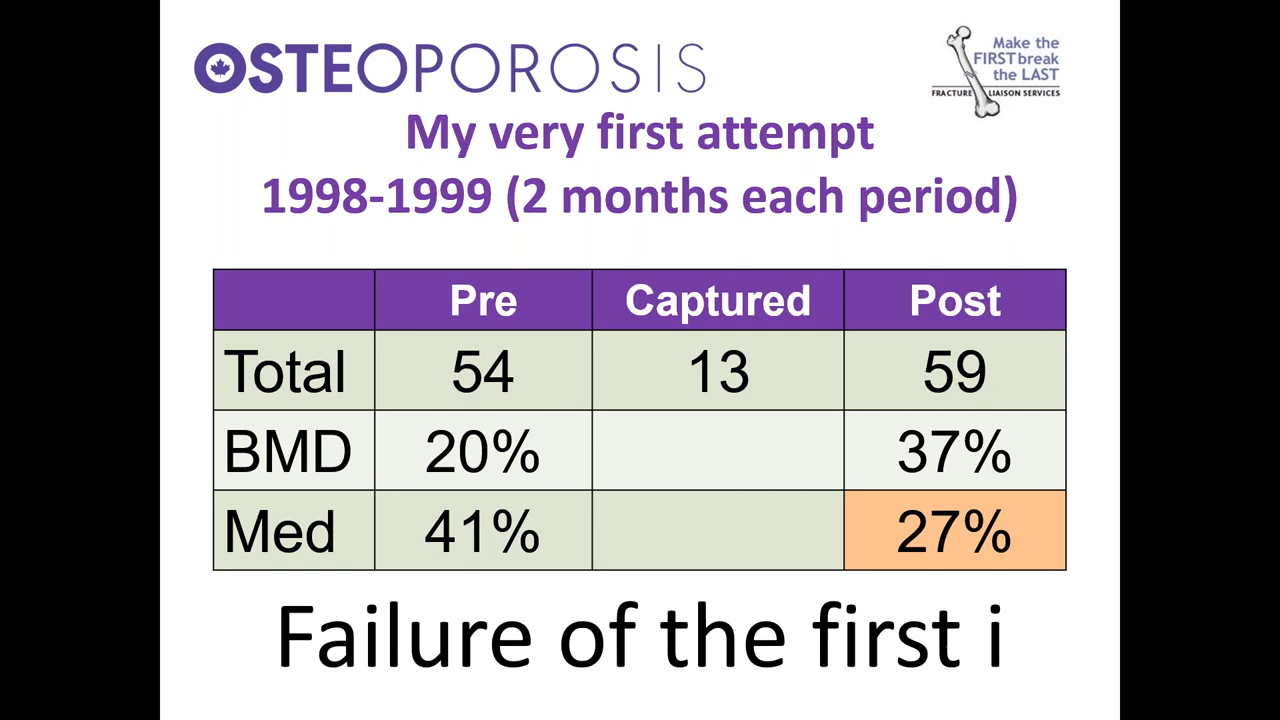 OSTEOPOROSIS
Make the
FIRST break
the LAST
FRACTURE LIAISON SERVICES
My very first attempt
1998-1999 (2 months each period)
Pre Captured Post
Total 54 13 59
BMD 20% 37%
Med 41% 27%
Failure of the first i